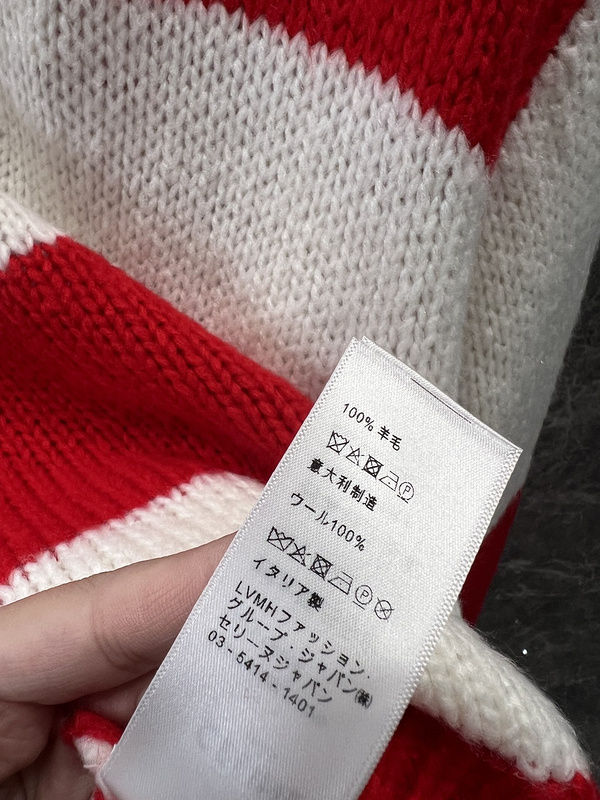 100% 羊毛
意大利制造
ウール100%
イタリア製
LVMHファッション・
グループ・ジャパン㈱
セリーヌジャパン
03-5414-1401